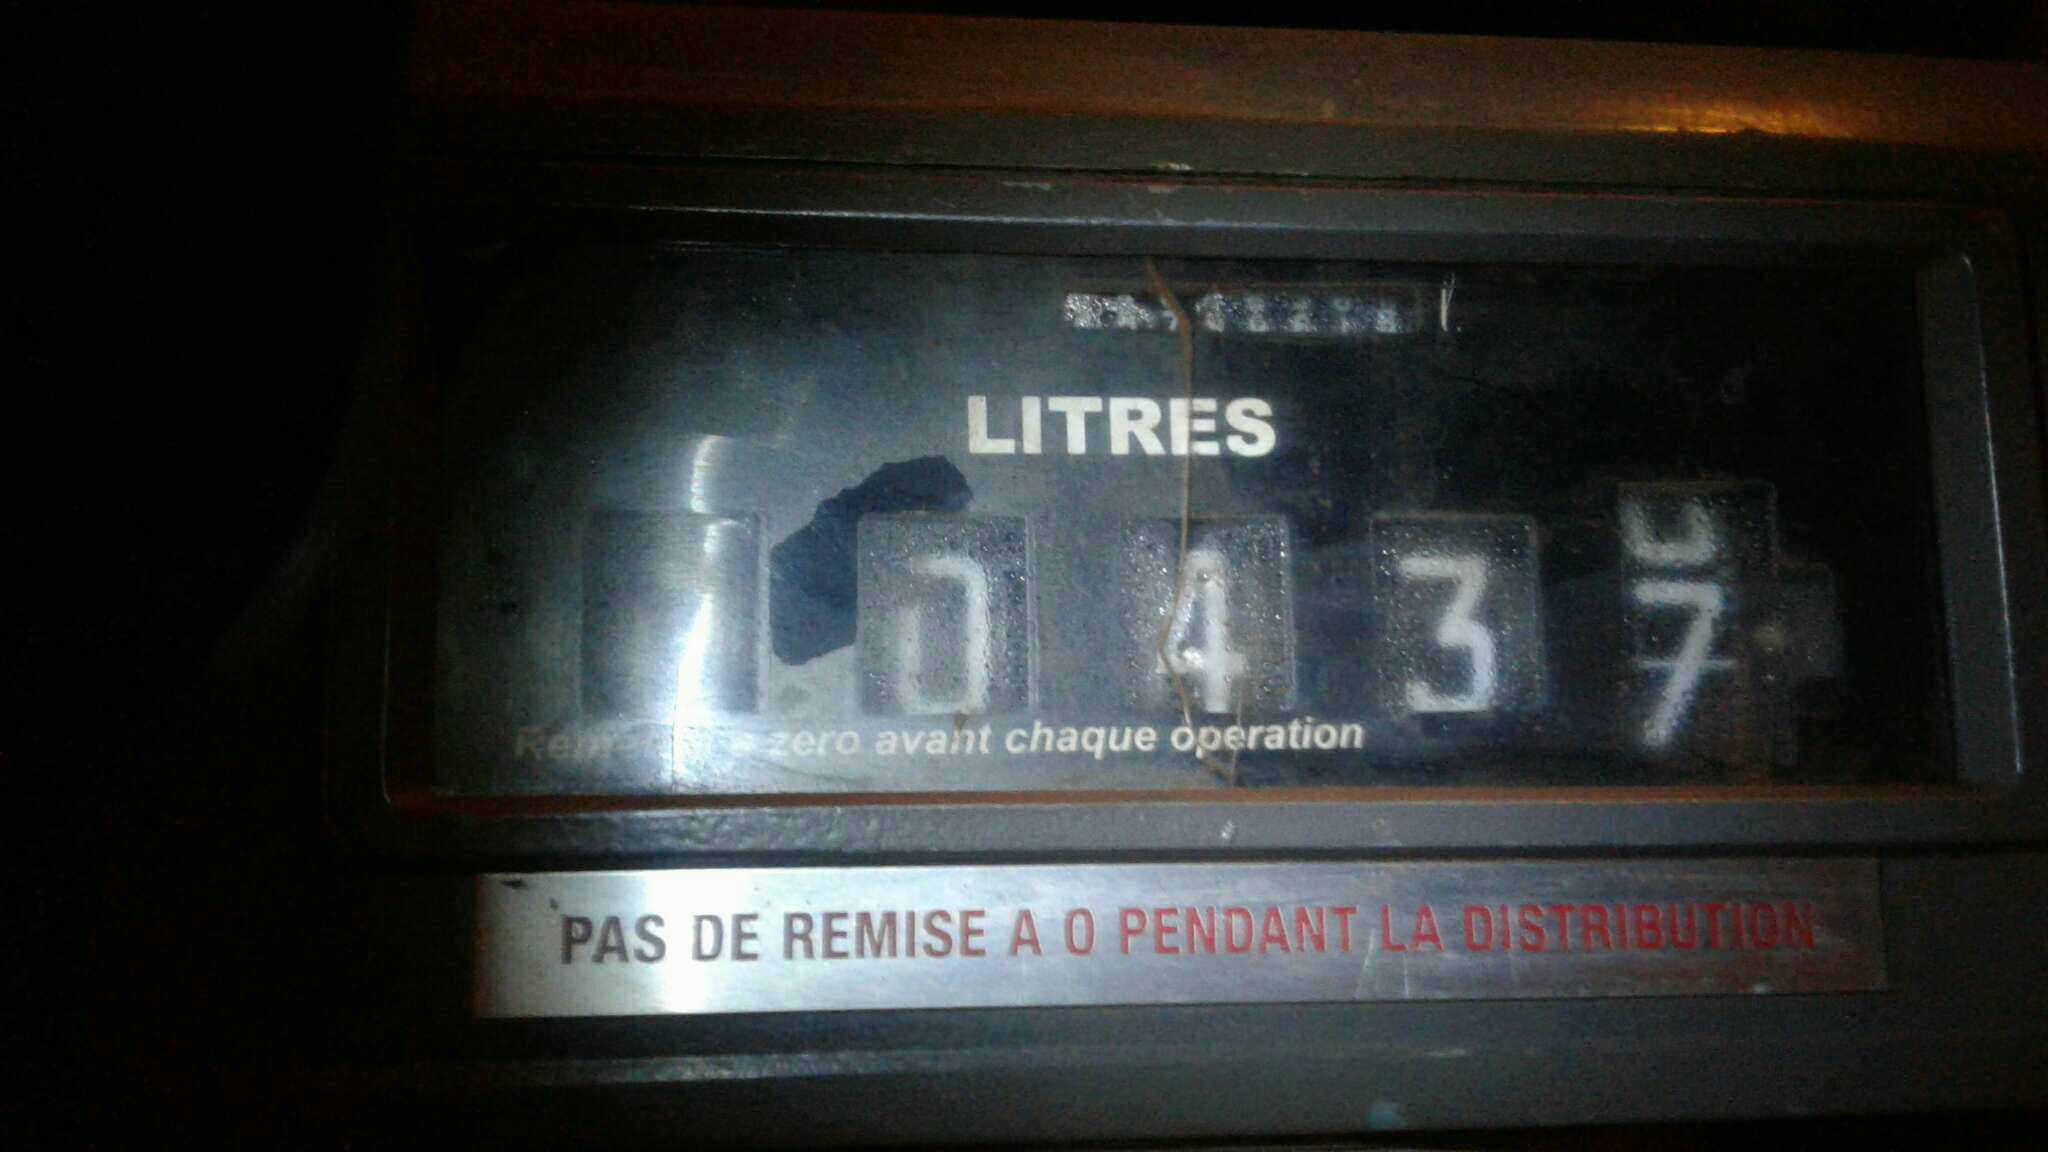 LITRES
0 4 3 7
zero avant chaque operation
PAS DE REMISE A 0 PENDANT LA DISTRIBUTION